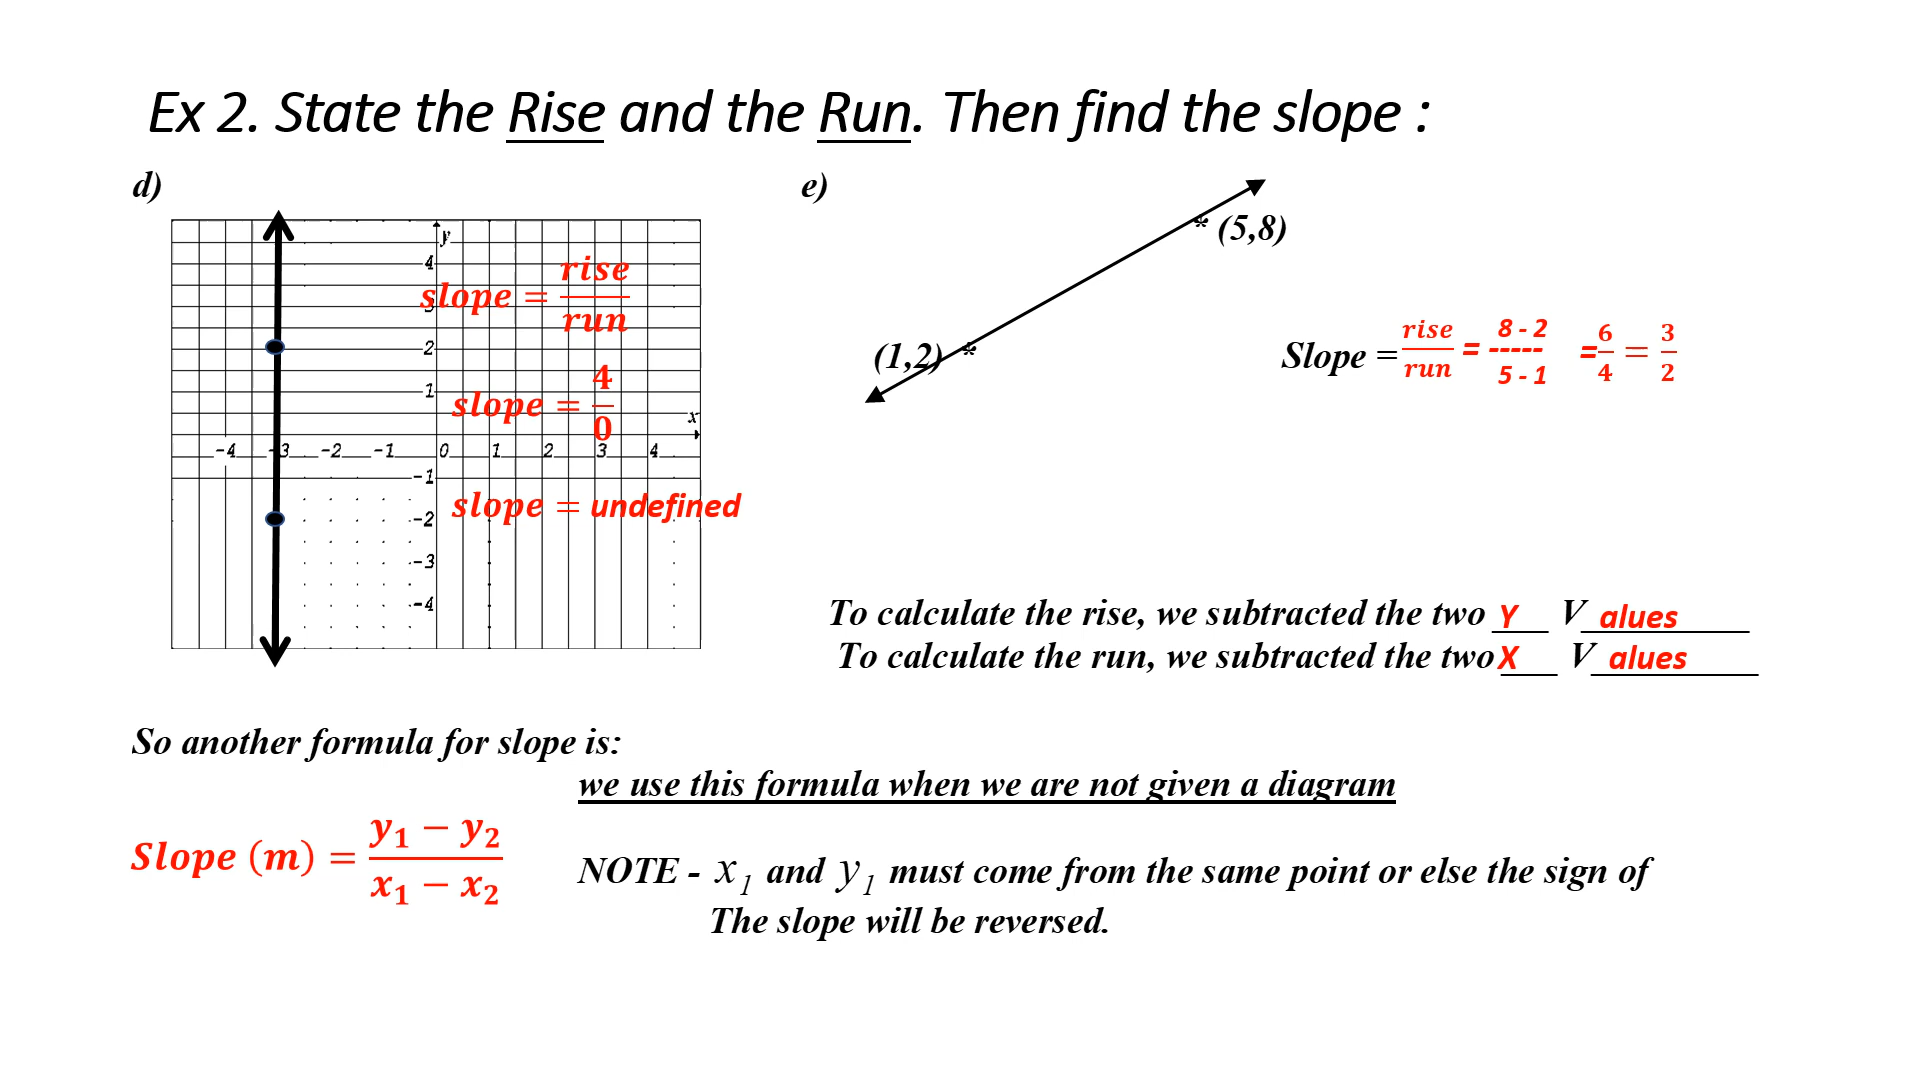 Ex 2. State the Rise and the Run. Then find the slope :
d)
y
4
3
2
1
x
-4 -3 -2 -1 0 1 2 3 4
-1
-2
-3
-4
slope = rise/run
slope = 4/0
slope = undefined
e)
* (5,8)
(1,2) *
Slope = rise/run = 8 - 2 ----- 5 - 1 = 6/4 = 3/2
To calculate the rise, we subtracted the two Y V alues
To calculate the run, we subtracted the two X V alues
So another formula for slope is:
we use this formula when we are not given a diagram
Slope (m) = y₁ − y₂ / x₁ − x₂
NOTE - x₁ and y₁ must come from the same point or else the sign of
The slope will be reversed.